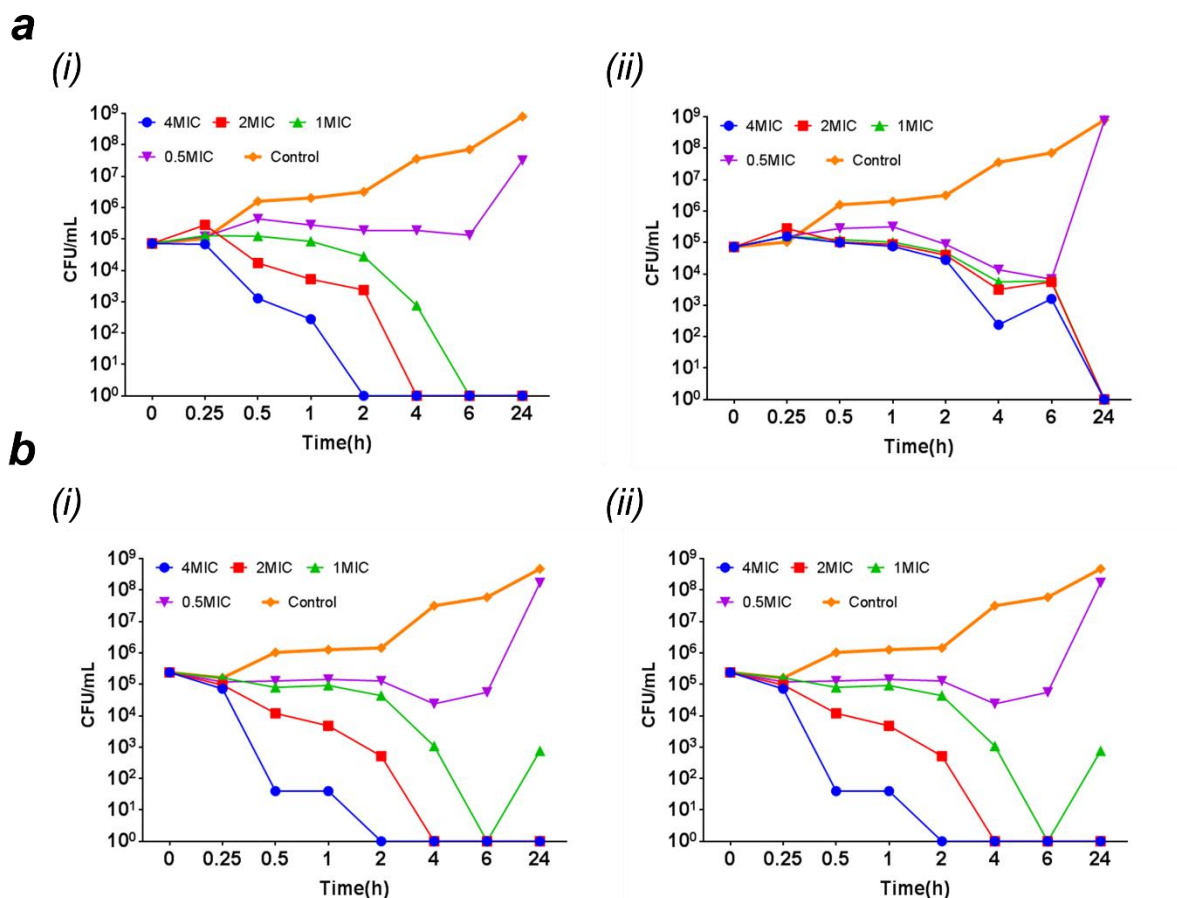 a
(i)
(ii)
4MIC 2MIC 1MIC
0.5MIC Control
10⁹
10⁸
10⁷
10⁶
10⁵
10⁴
10³
10²
10¹
10⁰
CFU/mL
0 0.25 0.5 1 2 4 6 24
Time(h)
4MIC 2MIC 1MIC
0.5MIC Control
10⁹
10⁸
10⁷
10⁶
10⁵
10⁴
10³
10²
10¹
10⁰
CFU/mL
0 0.25 0.5 1 2 4 6 24
Time(h)
b
(i)
(ii)
4MIC 2MIC 1MIC
0.5MIC Control
10⁹
10⁸
10⁷
10⁶
10⁵
10⁴
10³
10²
10¹
10⁰
CFU/mL
0 0.25 0.5 1 2 4 6 24
Time(h)
4MIC 2MIC 1MIC
0.5MIC Control
10⁹
10⁸
10⁷
10⁶
10⁵
10⁴
10³
10²
10¹
10⁰
CFU/mL
0 0.25 0.5 1 2 4 6 24
Time(h)